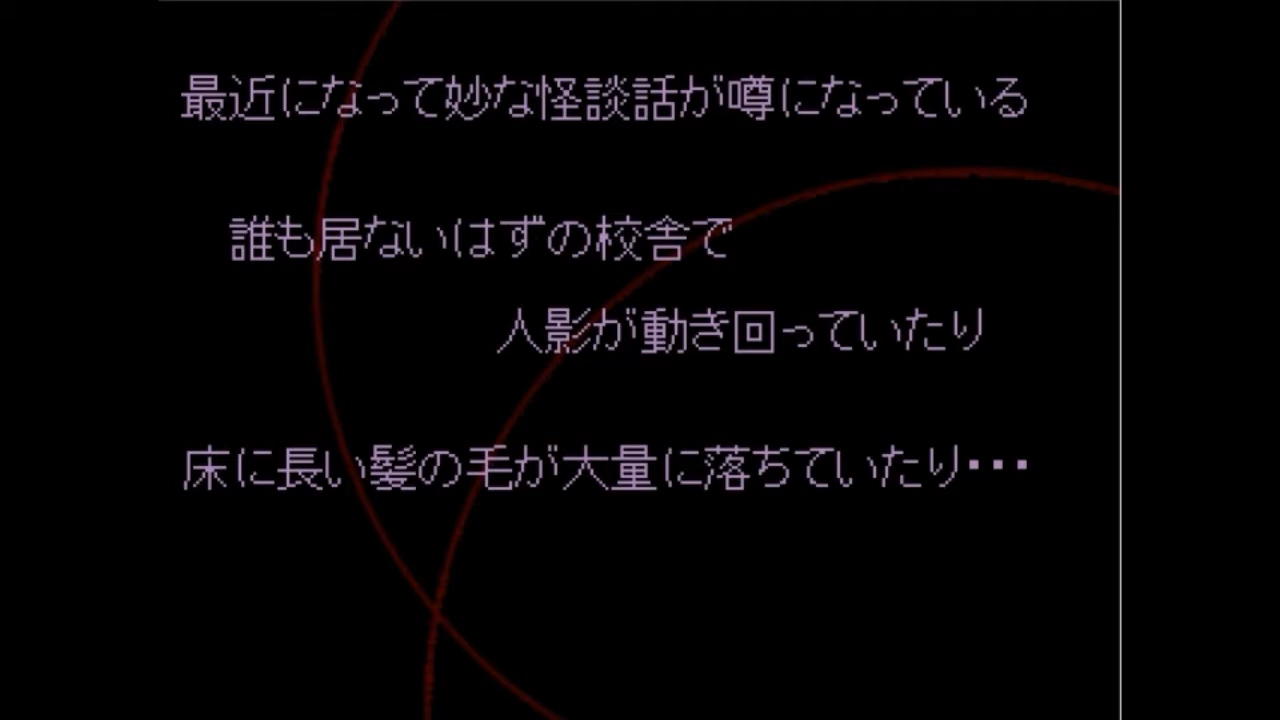 最近になって妙な怪談話が噂になっている
誰も居ないはずの校舎で
人影が動き回っていたり
床に長い髪の毛が大量に落ちていたり・・・